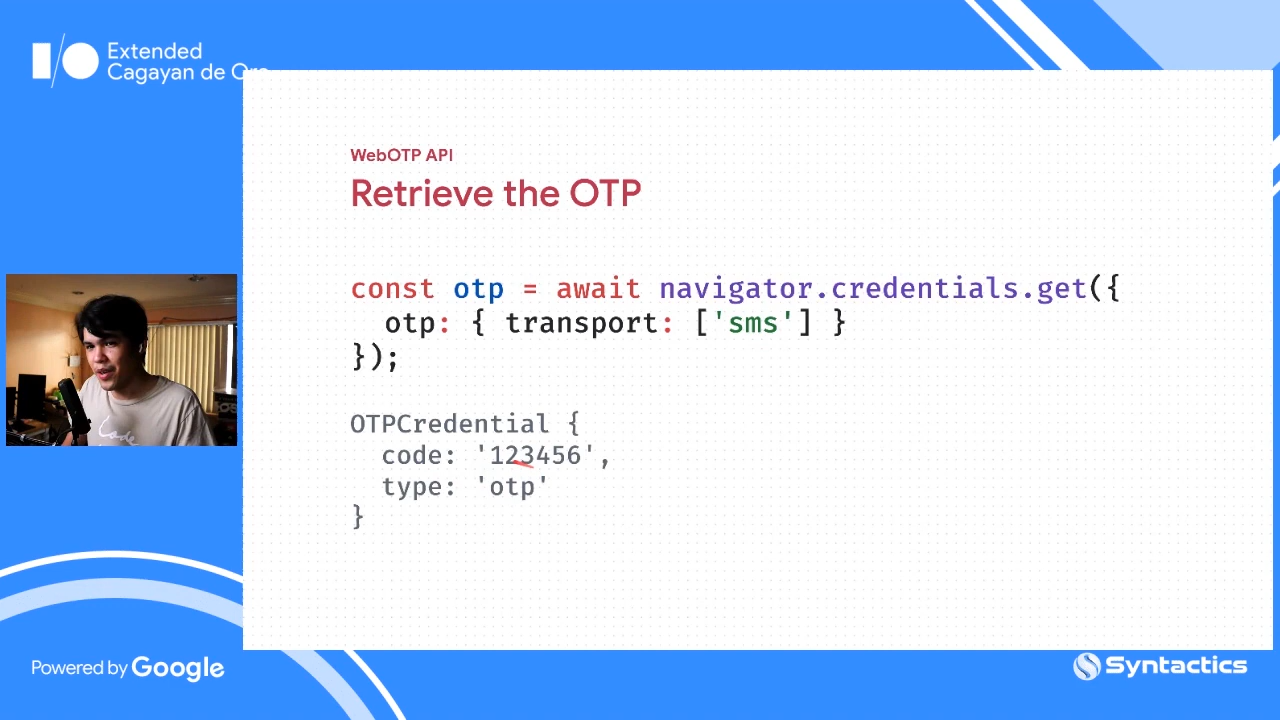 I/O Extended
Cagayan de Oro
WebOTP API
Retrieve the OTP
const otp = await navigator.credentials.get({
  otp: { transport: ['sms'] }
});
OTPCredential {
  code: '123456',
  type: 'otp'
}
Powered by Google
Syntactics